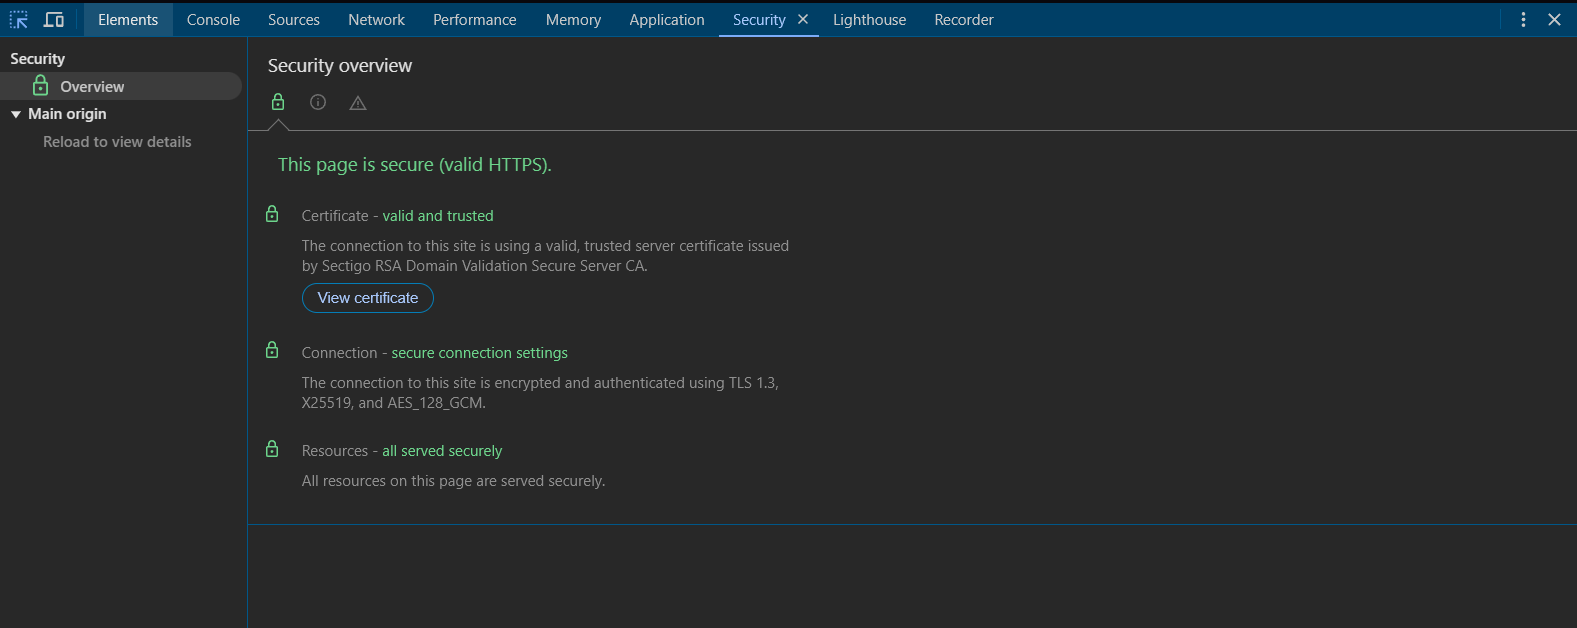 Elements Console Sources Network Performance Memory Application Security Lighthouse Recorder
Security
Overview
Main origin
Reload to view details
Security overview
This page is secure (valid HTTPS).
Certificate - valid and trusted
The connection to this site is using a valid, trusted server certificate issued
by Sectigo RSA Domain Validation Secure Server CA.
View certificate
Connection - secure connection settings
The connection to this site is encrypted and authenticated using TLS 1.3,
X25519, and AES_128_GCM.
Resources - all served securely
All resources on this page are served securely.